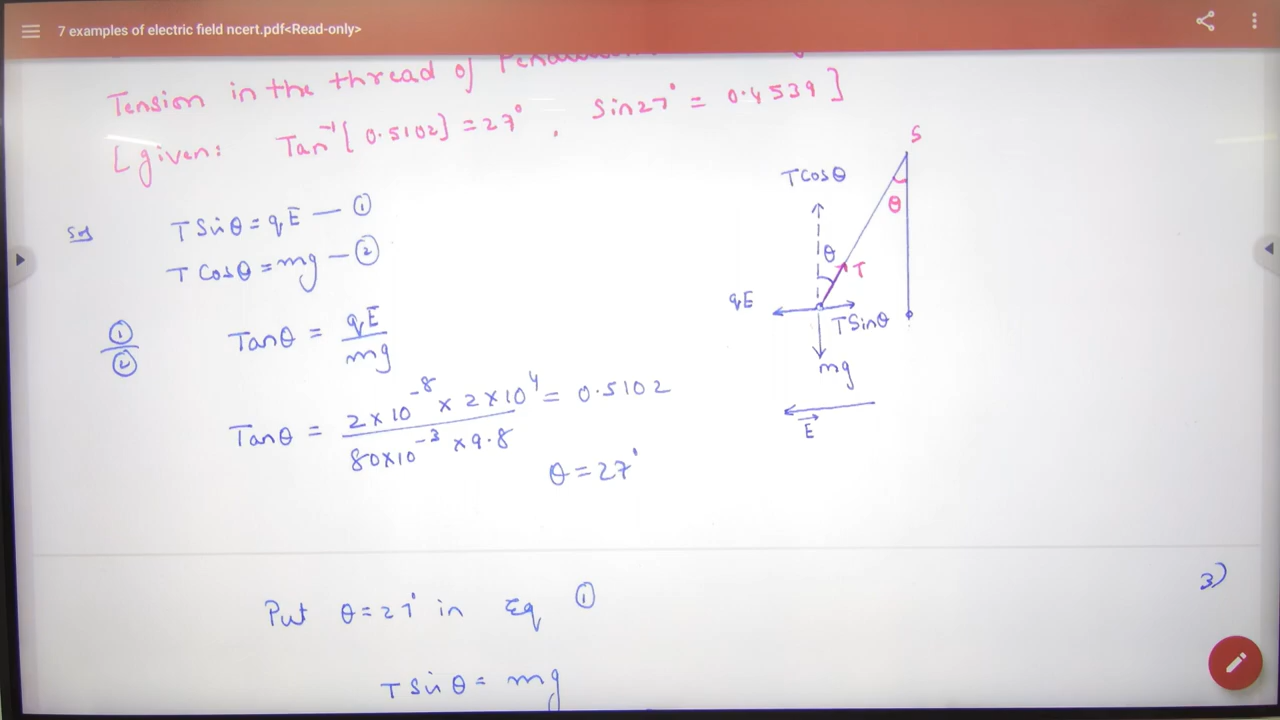 7 examples of electric field ncert.pdf<Read-only>
Tension in the thread of
[given: Tan⁻¹[0.5102] = 27°, Sin27° = 0.4539]
Sol
TSinθ = qE — ①
TCosθ = mg — ②
①/②
Tanθ = qE/mg
Tanθ = 2×10⁻⁸ × 2×10⁴ / 80×10⁻³ ×9.8 = 0.5102
θ = 27°
S
TCosθ
θ
θ
T
qE
TSinθ
mg
E⃗
3)
Put θ = 27° in Eq ①
TSinθ = mg